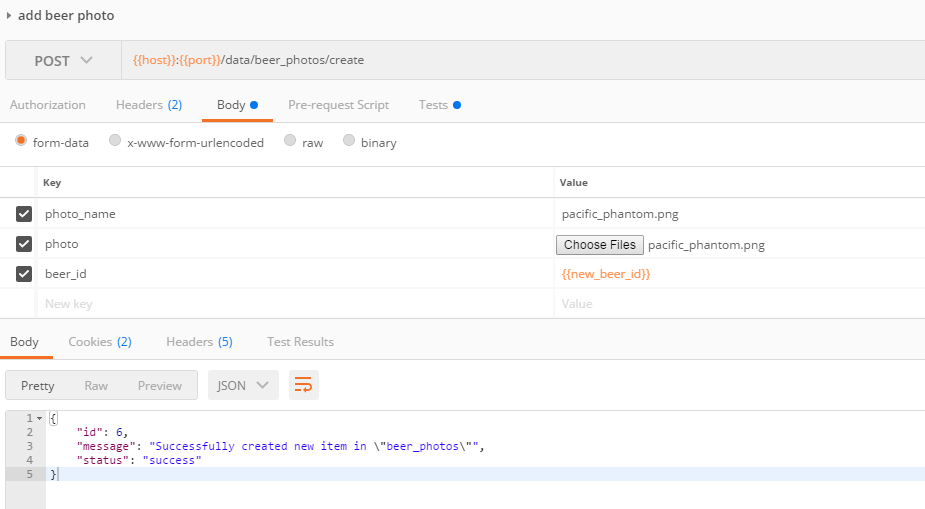 add beer photo
POST {{host}}:{{port}}/data/beer_photos/create
Authorization Headers (2) Body Pre-request Script Tests
form-data x-www-form-urlencoded raw binary
Key Value
photo_name pacific_phantom.png
photo Choose Files pacific_phantom.png
beer_id {{new_beer_id}}
New key Value
Body Cookies (2) Headers (5) Test Results
Pretty Raw Preview JSON
1 {
2 "id": 6,
3 "message": "Successfully created new item in \"beer_photos\"",
4 "status": "success"
5 }